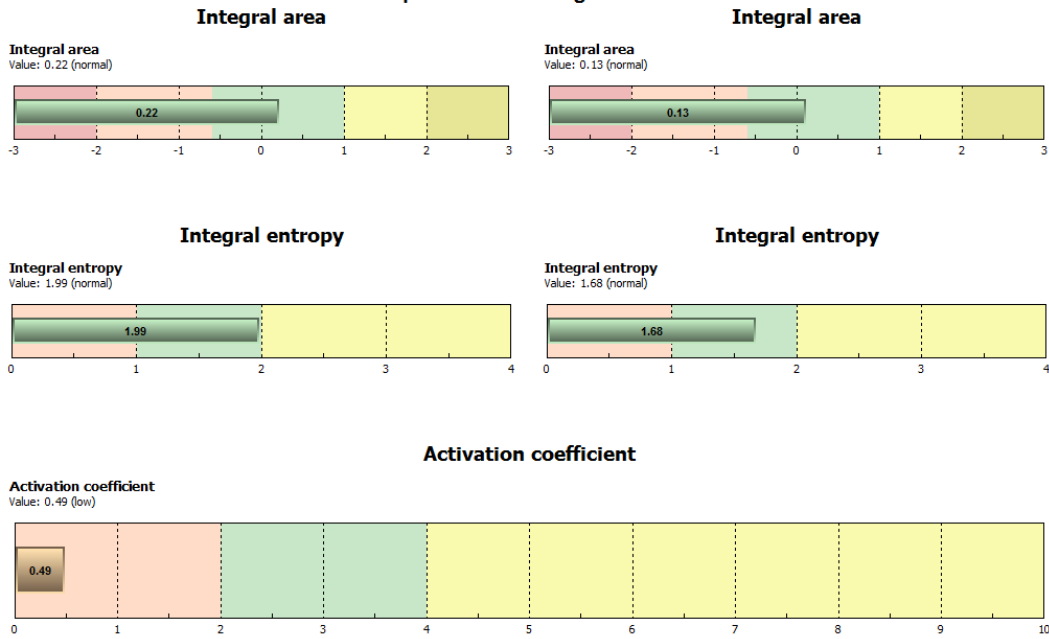 Integral area
Integral area
Integral area
Value: 0.22 (normal)
0.22
-3 -2 -1 0 1 2 3
Integral area
Value: 0.13 (normal)
0.13
-3 -2 -1 0 1 2 3
Integral entropy
Integral entropy
Integral entropy
Value: 1.99 (normal)
1.99
0 1 2 3 4
Integral entropy
Value: 1.68 (normal)
1.68
0 1 2 3 4
Activation coefficient
Activation coefficient
Value: 0.49 (low)
0.49
0 1 2 3 4 5 6 7 8 9 10